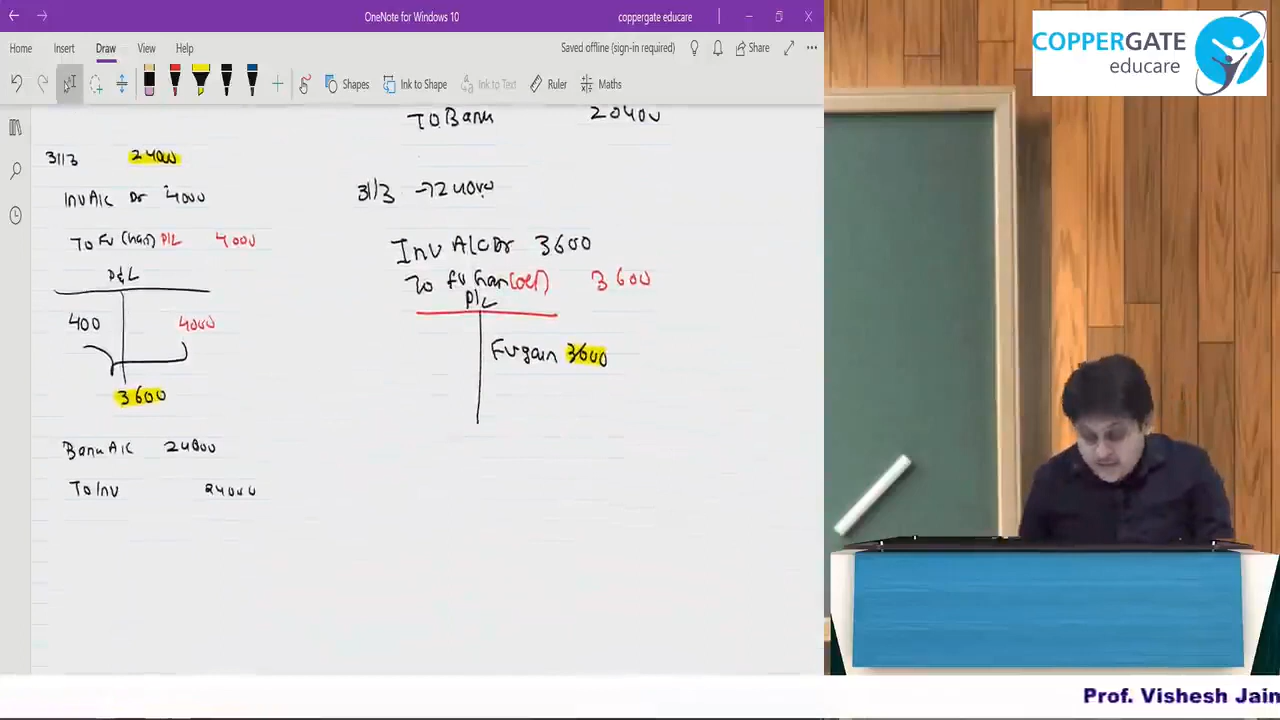 OneNote for Windows 10
coppergate educare
Home Insert Draw View Help
Saved offline (sign-in required)
Share
Shapes
Ink to Shape
Ink to Text
Ruler
Maths
COPPERGATE
educare
To Bank 20400
31/3 24000
Inv A/c Dr 4000
To FV Gain P/L 4000
P&L
400 4000
3600
Bank A/c 24000
To Inv 24000
31/3 → 24000
Inv A/c Dr 3600
To FV Gain (OCI) 3600
P/L
FV gain 3600
Prof. Vishesh Jain